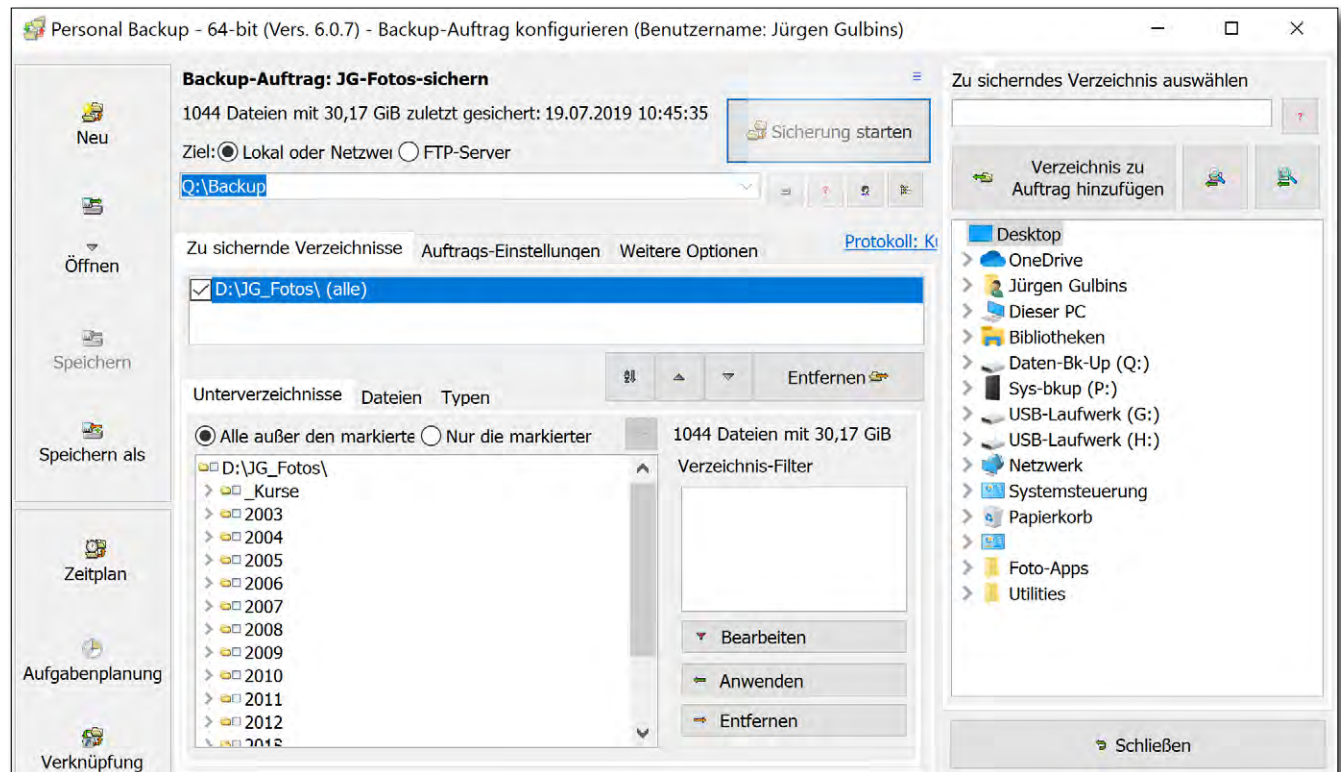 Personal Backup - 64-bit (Vers. 6.0.7) - Backup-Auftrag konfigurieren (Benutzername: Jürgen Gulbins)
Neu
Öffnen
Speichern
Speichern als
Zeitplan
Aufgabenplanung
Verknüpfung
Backup-Auftrag: JG-Fotos-sichern
1044 Dateien mit 30,17 GiB zuletzt gesichert: 19.07.2019 10:45:35
Sicherung starten
Ziel: Lokal oder Netzwer FTP-Server
Q:\Backup
Zu sichernde Verzeichnisse Auftrags-Einstellungen Weitere Optionen Protokoll: Ku
D:\JG_Fotos\ (alle)
Entfernen
Unterverzeichnisse Dateien Typen
Alle außer den markierte Nur die markierter
1044 Dateien mit 30,17 GiB
D:\JG_Fotos\
_Kurse
2003
2004
2005
2006
2007
2008
2009
2010
2011
2012
Verzeichnis-Filter
Bearbeiten
Anwenden
Entfernen
Zu sicherndes Verzeichnis auswählen
?
Verzeichnis zu
Auftrag hinzufügen
Desktop
OneDrive
Jürgen Gulbins
Dieser PC
Bibliotheken
Daten-Bk-Up (Q:)
Sys-bkup (P:)
USB-Laufwerk (G:)
USB-Laufwerk (H:)
Netzwerk
Systemsteuerung
Papierkorb
Foto-Apps
Utilities
Schließen